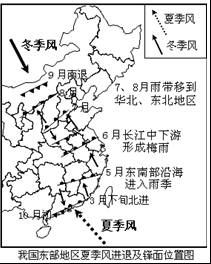 夏季风
冬季风
冬季风
9月南退
8月
7、8月雨带移到
华北、东北地区
6月长江中下游
形成梅雨
5月东南部沿海
进入雨季
3月下旬北进
10月初
夏季风
我国东部地区夏季风进退及锋面位置图